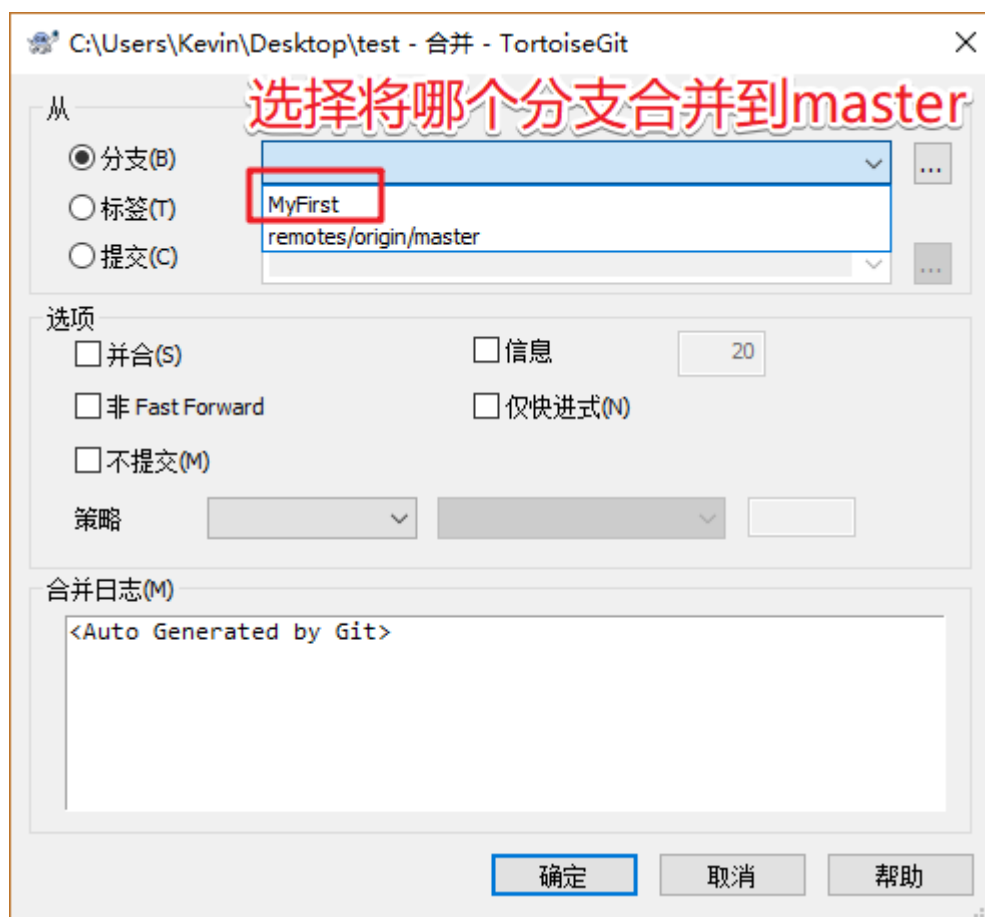 C:\Users\Kevin\Desktop\test - 合并 - TortoiseGit
从
选择将哪个分支合并到master
分支(B)
...
标签(T)
MyFirst
remotes/origin/master
提交(C)
...
选项
并合(S)
信息
20
非 Fast Forward
仅快进式(N)
不提交(M)
策略
合并日志(M)
<Auto Generated by Git>
确定
取消
帮助